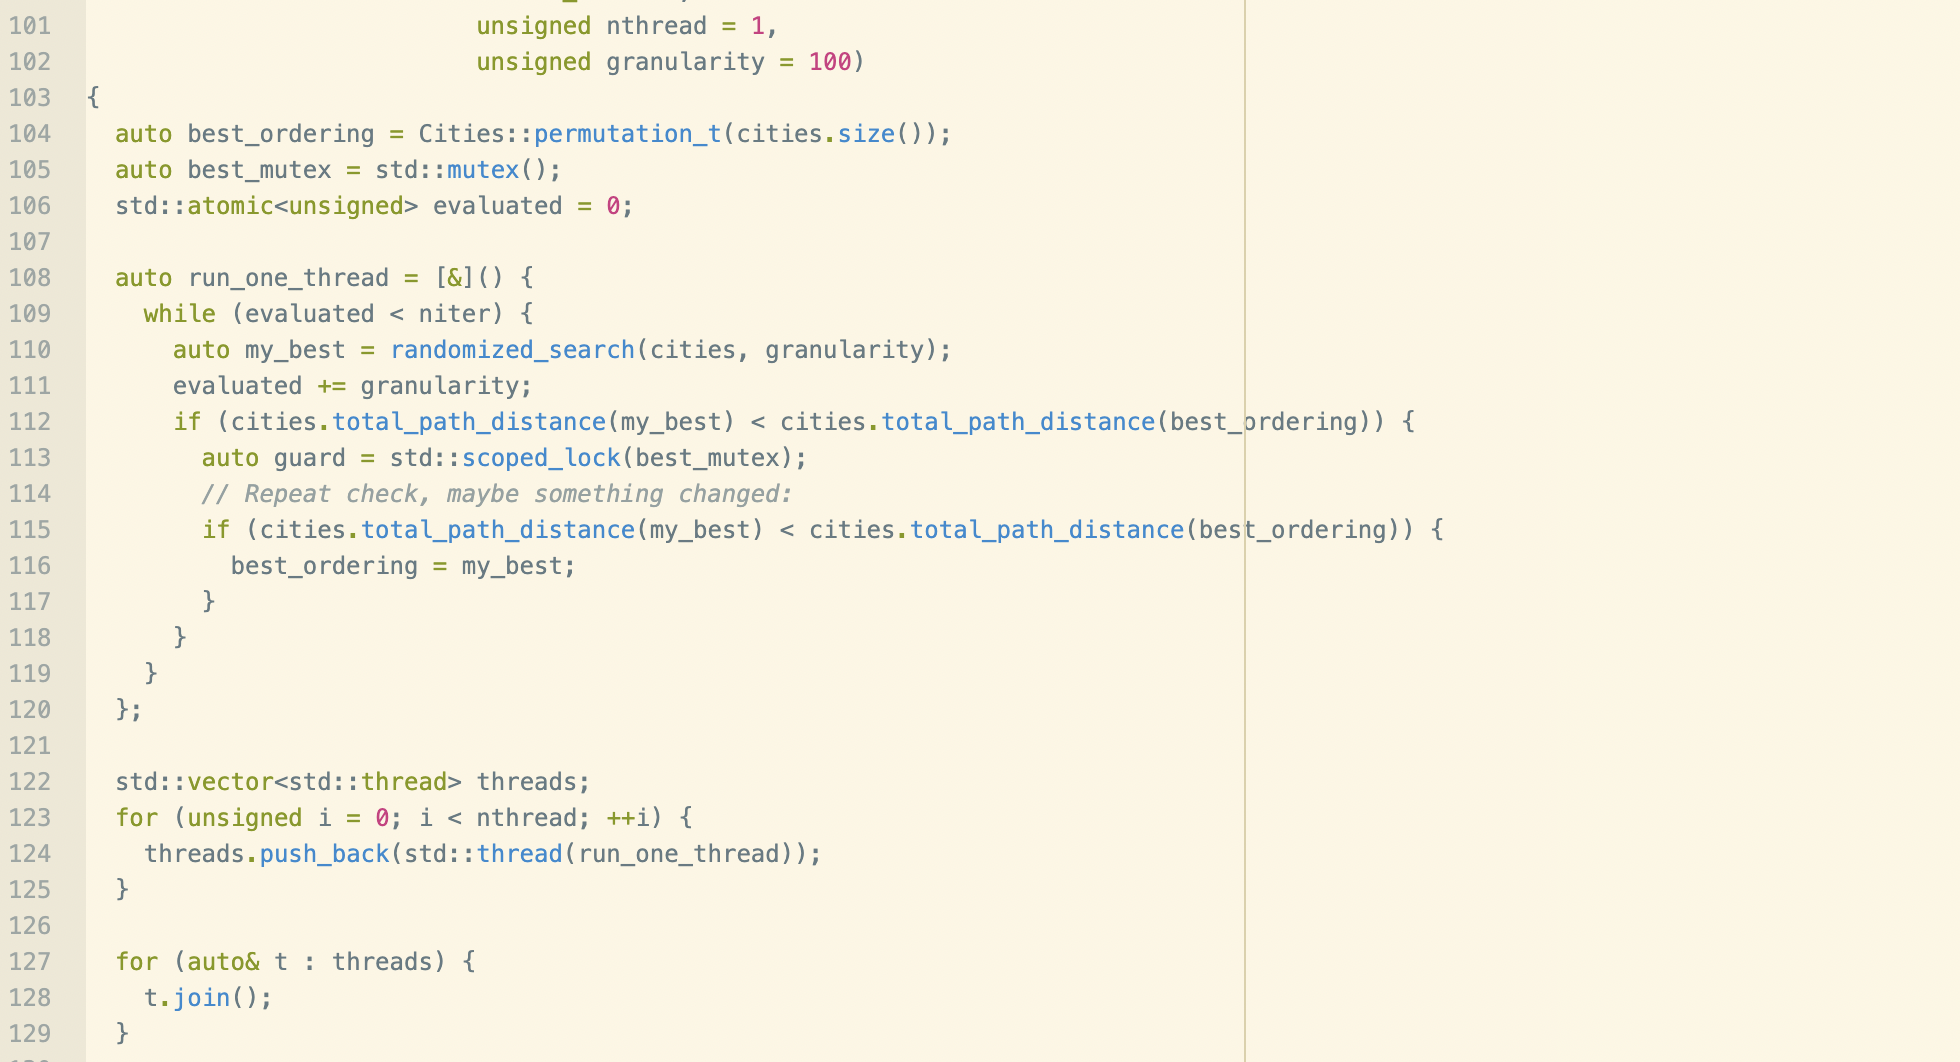 101 unsigned nthread = 1,
102 unsigned granularity = 100)
103 {
104 auto best_ordering = Cities::permutation_t(cities.size());
105 auto best_mutex = std::mutex();
106 std::atomic<unsigned> evaluated = 0;
107
108 auto run_one_thread = [&]() {
109 while (evaluated < niter) {
110 auto my_best = randomized_search(cities, granularity);
111 evaluated += granularity;
112 if (cities.total_path_distance(my_best) < cities.total_path_distance(best_ordering)) {
113 auto guard = std::scoped_lock(best_mutex);
114 // Repeat check, maybe something changed:
115 if (cities.total_path_distance(my_best) < cities.total_path_distance(best_ordering)) {
116 best_ordering = my_best;
117 }
118 }
119 }
120 };
121
122 std::vector<std::thread> threads;
123 for (unsigned i = 0; i < nthread; ++i) {
124 threads.push_back(std::thread(run_one_thread));
125 }
126
127 for (auto& t : threads) {
128 t.join();
129 }